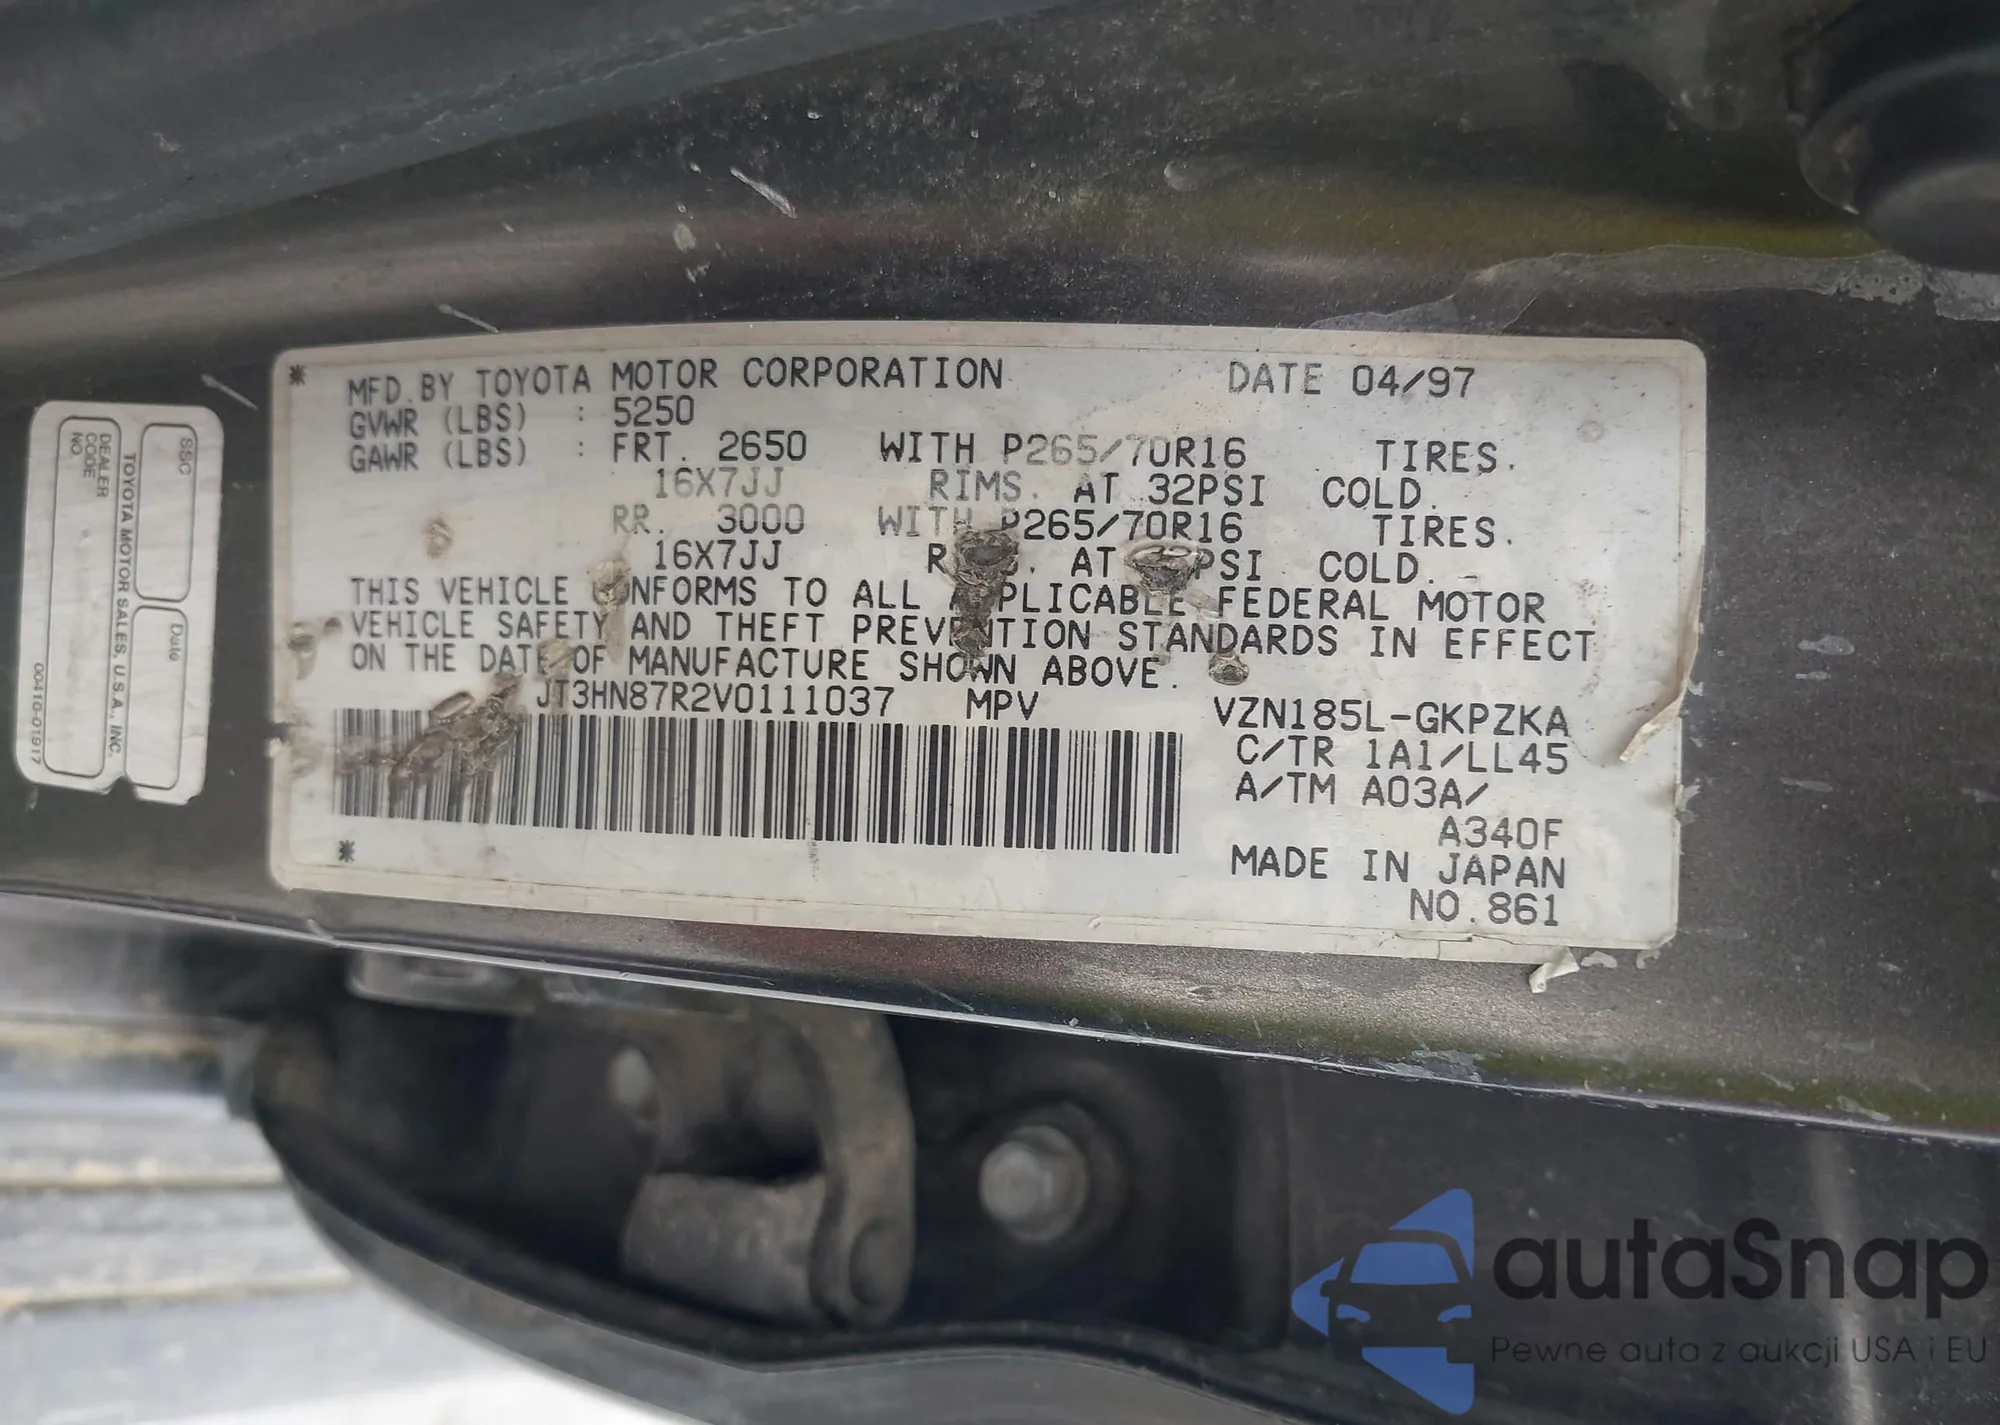 * MFD.BY TOYOTA MOTOR CORPORATION DATE 04/97
GVWR (LBS) : 5250
GAWR (LBS) : FRT. 2650 WITH P265/70R16 TIRES.
16X7JJ RIMS. AT 32PSI COLD.
RR. 3000 WITH P265/70R16 TIRES.
16X7JJ AT PSI COLD.
THIS VEHICLE CONFORMS TO ALL APPLICABLE FEDERAL MOTOR
VEHICLE SAFETY AND THEFT PREVENTION STANDARDS IN EFFECT
ON THE DATE OF MANUFACTURE SHOWN ABOVE.
JT3HN87R2V0111037 MPV VZN185L-GKPZKA
C/TR 1A1/LL45
A/TM A03A/
A340F
MADE IN JAPAN
* NO.861
SSC
Date
TOYOTA MOTOR SALES, U.S.A., INC.
DEALER
CODE
NO.
00410-01917
autaSnap
Pewne auta z aukcji USA i EU